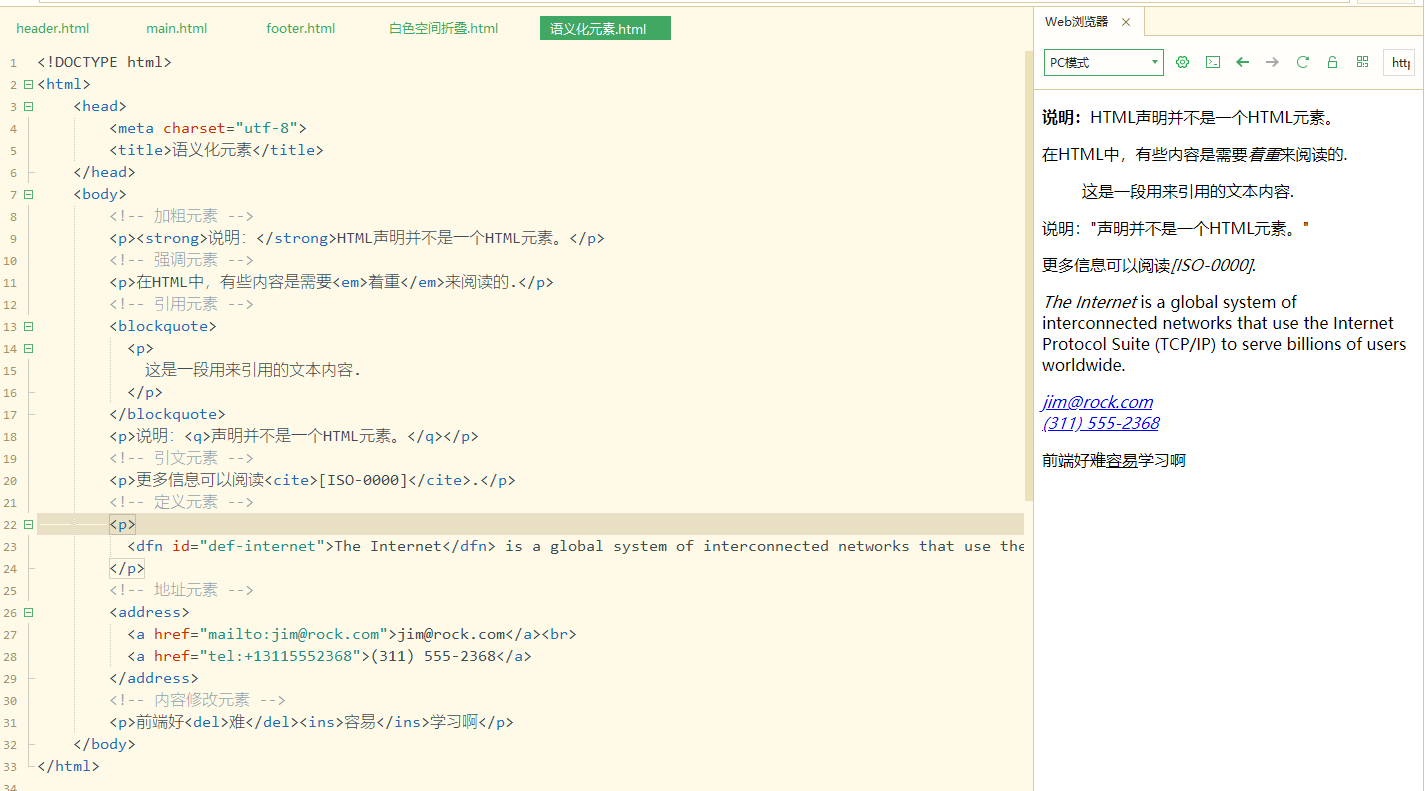 header.html main.html footer.html 白色空间折叠.html 语义化元素.html
1 <!DOCTYPE html>
2 <html>
3 <head>
4 <meta charset="utf-8">
5 <title>语义化元素</title>
6 </head>
7 <body>
8 <!-- 加粗元素 -->
9 <p><strong>说明：</strong>HTML声明并不是一个HTML元素。</p>
10 <!-- 强调元素 -->
11 <p>在HTML中，有些内容是需要<em>着重</em>来阅读的.</p>
12 <!-- 引用元素 -->
13 <blockquote>
14 <p>
15 这是一段用来引用的文本内容.
16 </p>
17 </blockquote>
18 <p>说明：<q>声明并不是一个HTML元素。</q></p>
19 <!-- 引文元素 -->
20 <p>更多信息可以阅读<cite>[ISO-0000]</cite>.</p>
21 <!-- 定义元素 -->
22 <p>
23 <dfn id="def-internet">The Internet</dfn> is a global system of interconnected networks that use the
24 </p>
25 <!-- 地址元素 -->
26 <address>
27 <a href="mailto:jim@rock.com">jim@rock.com</a><br>
28 <a href="tel:+13115552368">(311) 555-2368</a>
29 </address>
30 <!-- 内容修改元素 -->
31 <p>前端好<del>难</del><ins>容易</ins>学习啊</p>
32 </body>
33 </html>
34
Web浏览器
PC模式 http
说明：HTML声明并不是一个HTML元素。
在HTML中，有些内容是需要着重来阅读的.
这是一段用来引用的文本内容.
说明："声明并不是一个HTML元素。"
更多信息可以阅读[ISO-0000].
The Internet is a global system of
interconnected networks that use the Internet
Protocol Suite (TCP/IP) to serve billions of users
worldwide.
jim@rock.com
(311) 555-2368
前端好难容易学习啊